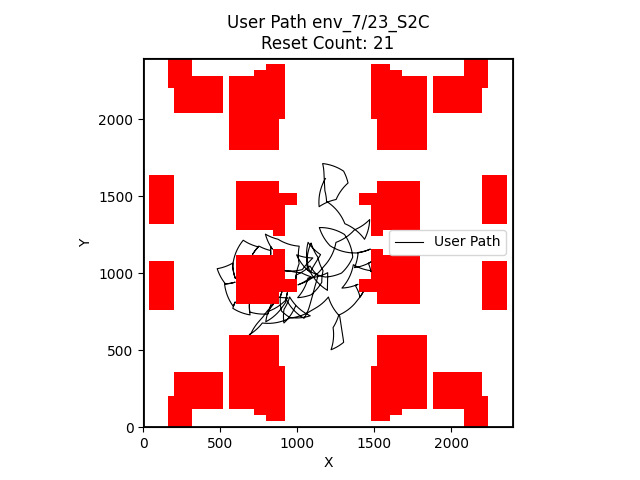 User Path env_7/23_S2C
Reset Count: 21
Y
2000
1500
1000
500
0
User Path
0 500 1000 1500 2000
X